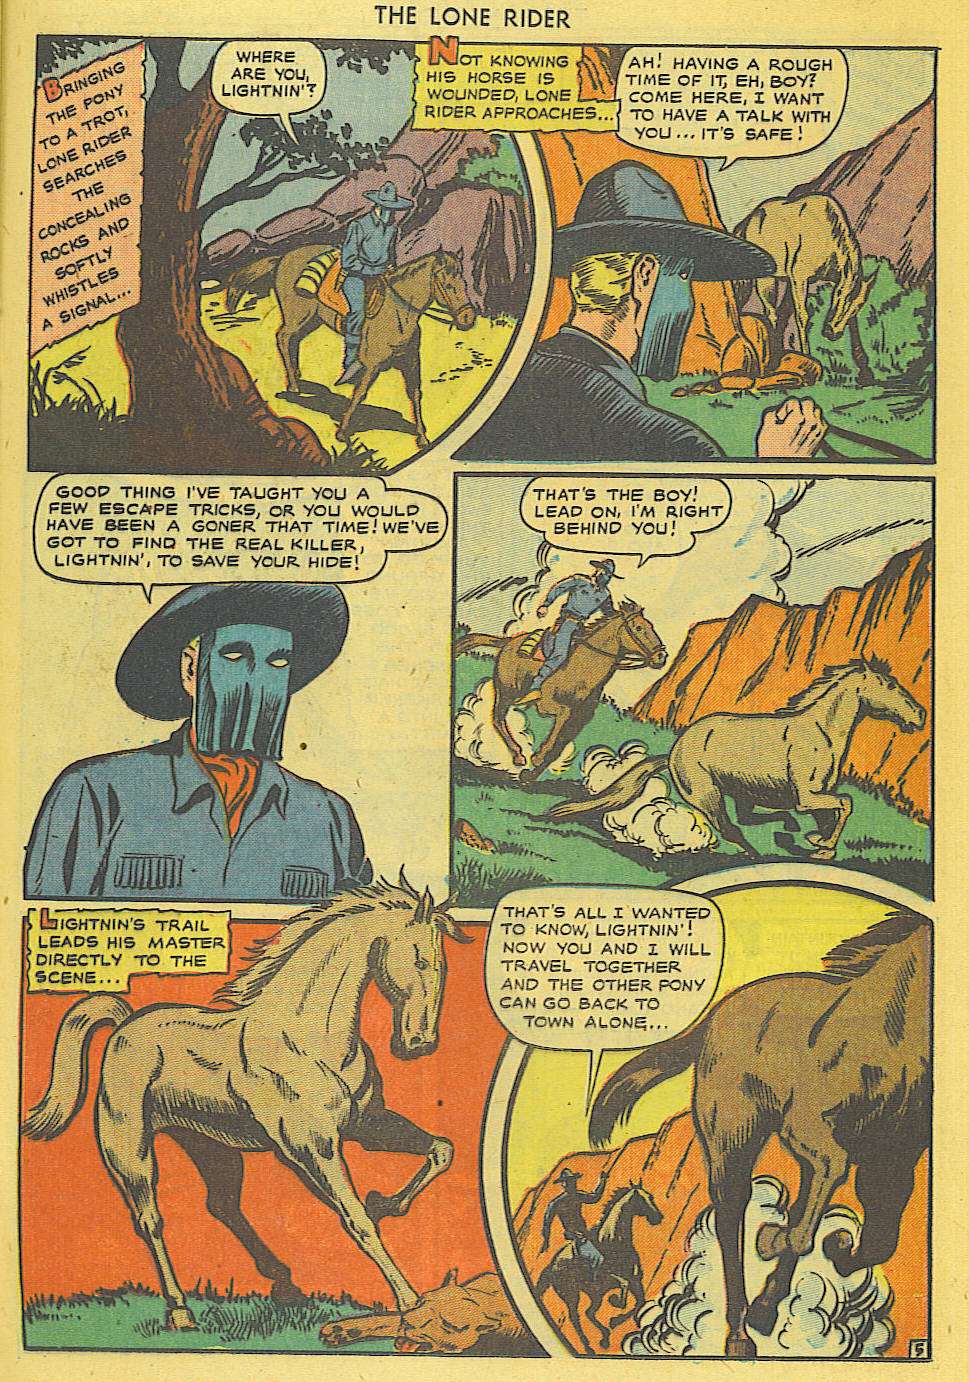 THE LONE RIDER
BRINGING
THE PONY
TO A TROT,
LONE RIDER
SEARCHES
THE
CONCEALING
ROCKS AND
SOFTLY
WHISTLES
A SIGNAL...
WHERE
ARE YOU,
LIGHTNIN'?
NOT KNOWING
HIS HORSE IS
WOUNDED, LONE
RIDER APPROACHES...
AH! HAVING A ROUGH
TIME OF IT, EH, BOY?
COME HERE, I WANT
TO HAVE A TALK WITH
YOU... IT'S SAFE!
GOOD THING I'VE TAUGHT YOU A
FEW ESCAPE TRICKS, OR YOU WOULD
HAVE BEEN A GONER THAT TIME! WE'VE
GOT TO FIND THE REAL KILLER,
LIGHTNIN', TO SAVE YOUR HIDE!
THAT'S THE BOY!
LEAD ON, I'M RIGHT
BEHIND YOU!
LIGHTNIN'S TRAIL
LEADS HIS MASTER
DIRECTLY TO THE
SCENE...
THAT'S ALL I WANTED
TO KNOW, LIGHTNIN'!
NOW YOU AND I WILL
TRAVEL TOGETHER
AND THE OTHER PONY
CAN GO BACK TO
TOWN ALONE...
5